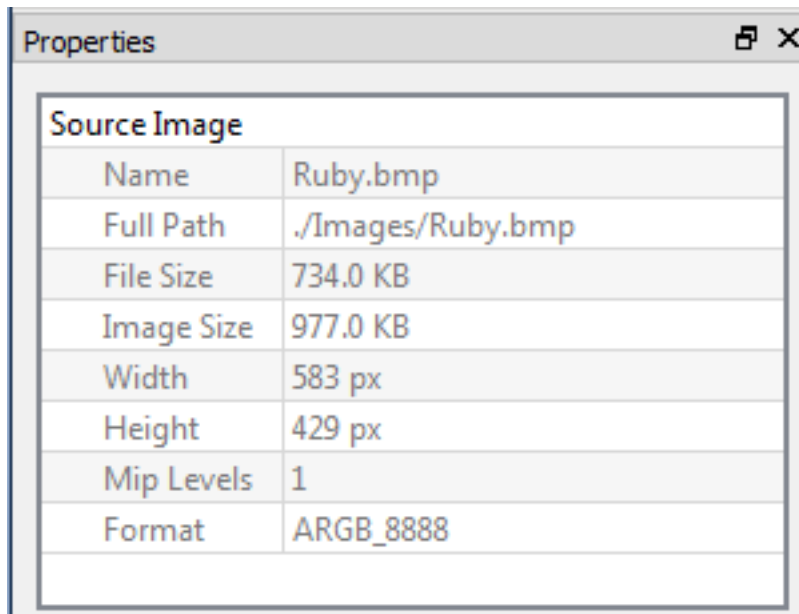 Properties
Source Image
Name Ruby.bmp
Full Path ./Images/Ruby.bmp
File Size 734.0 KB
Image Size 977.0 KB
Width 583 px
Height 429 px
Mip Levels 1
Format ARGB_8888